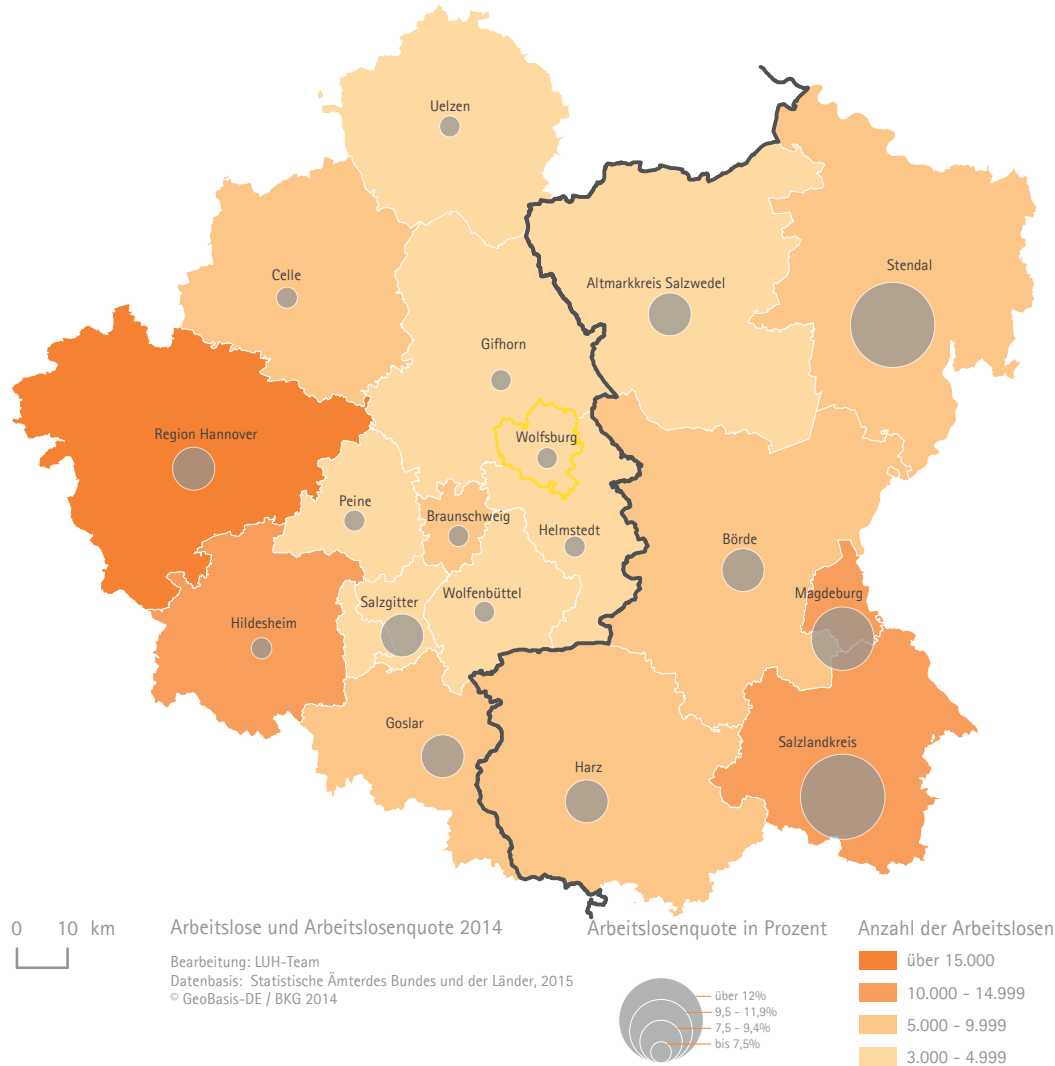 Uelzen
Celle
Altmarkkreis Salzwedel
Stendal
Gifhorn
Region Hannover
Wolfsburg
Peine
Braunschweig
Helmstedt
Börde
Salzgitter
Wolfenbüttel
Magdeburg
Hildesheim
Goslar
Harz
Salzlandkreis
0 10 km
Arbeitslose und Arbeitslosenquote 2014
Bearbeitung: LUH-Team
Datenbasis: Statistische Ämterdes Bundes und der Länder, 2015
© GeoBasis-DE / BKG 2014
Arbeitslosenquote in Prozent
über 12%
9,5 - 11,9%
7,5 - 9,4%
bis 7,5%
Anzahl der Arbeitslosen
über 15.000
10.000 - 14.999
5.000 - 9.999
3.000 - 4.999